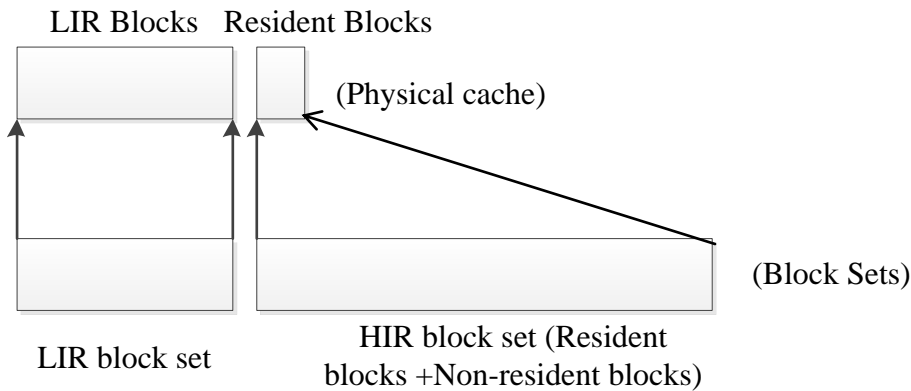 LIR Blocks
Resident Blocks
(Physical cache)
(Block Sets)
LIR block set
HIR block set (Resident
blocks +Non-resident blocks)